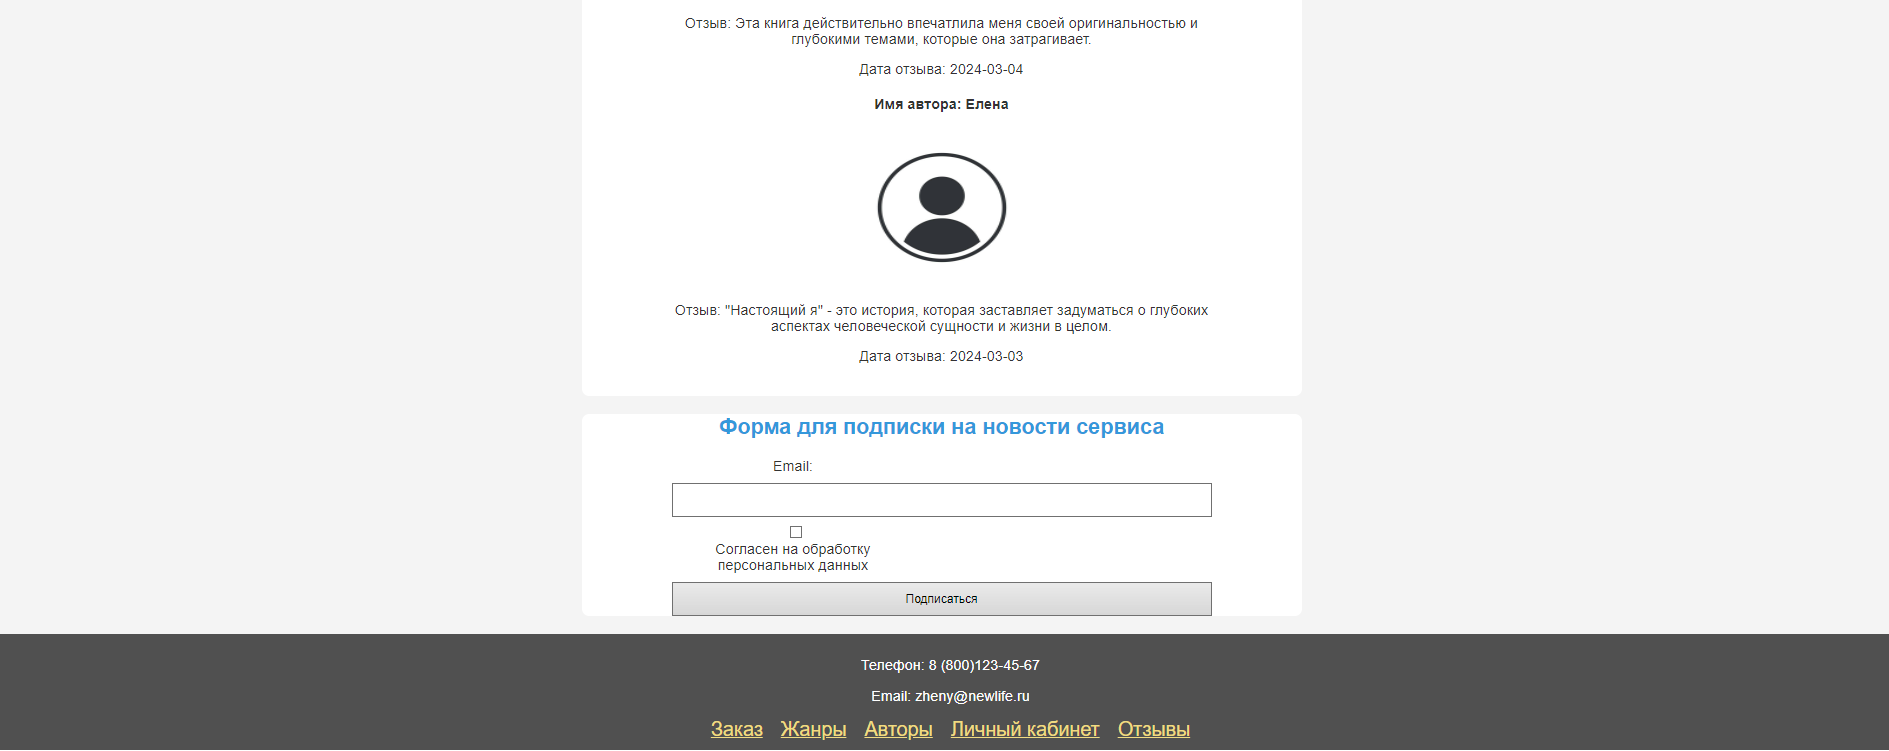 Отзыв: Эта книга действительно впечатлила меня своей оригинальностью и
глубокими темами, которые она затрагивает.
Дата отзыва: 2024-03-04
Имя автора: Елена
Отзыв: "Настоящий я" - это история, которая заставляет задуматься о глубоких
аспектах человеческой сущности и жизни в целом.
Дата отзыва: 2024-03-03
Форма для подписки на новости сервиса
Email:
Согласен на обработку
персональных данных
Подписаться
Телефон: 8 (800)123-45-67
Email: zheny@newlife.ru
Заказ Жанры Авторы Личный кабинет Отзывы